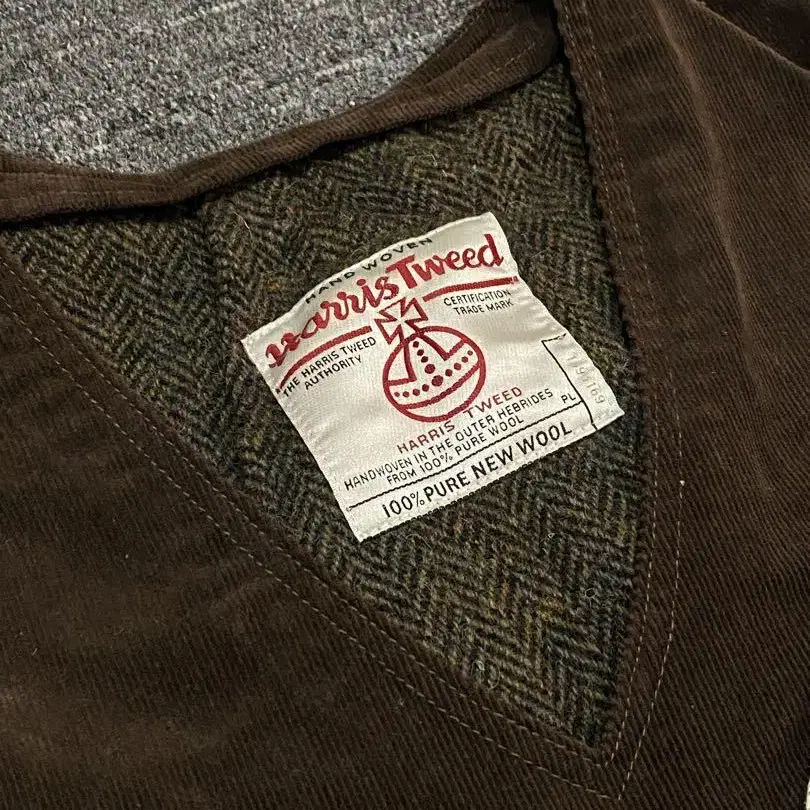 HAND WOVEN
Harris Tweed
THE HARRIS TWEED
AUTHORITY
CERTIFICATION
TRADE MARK
HARRIS TWEED
HANDWOVEN IN THE OUTER HEBRIDES
FROM 100% PURE WOOL
PL
100% PURE NEW WOOL